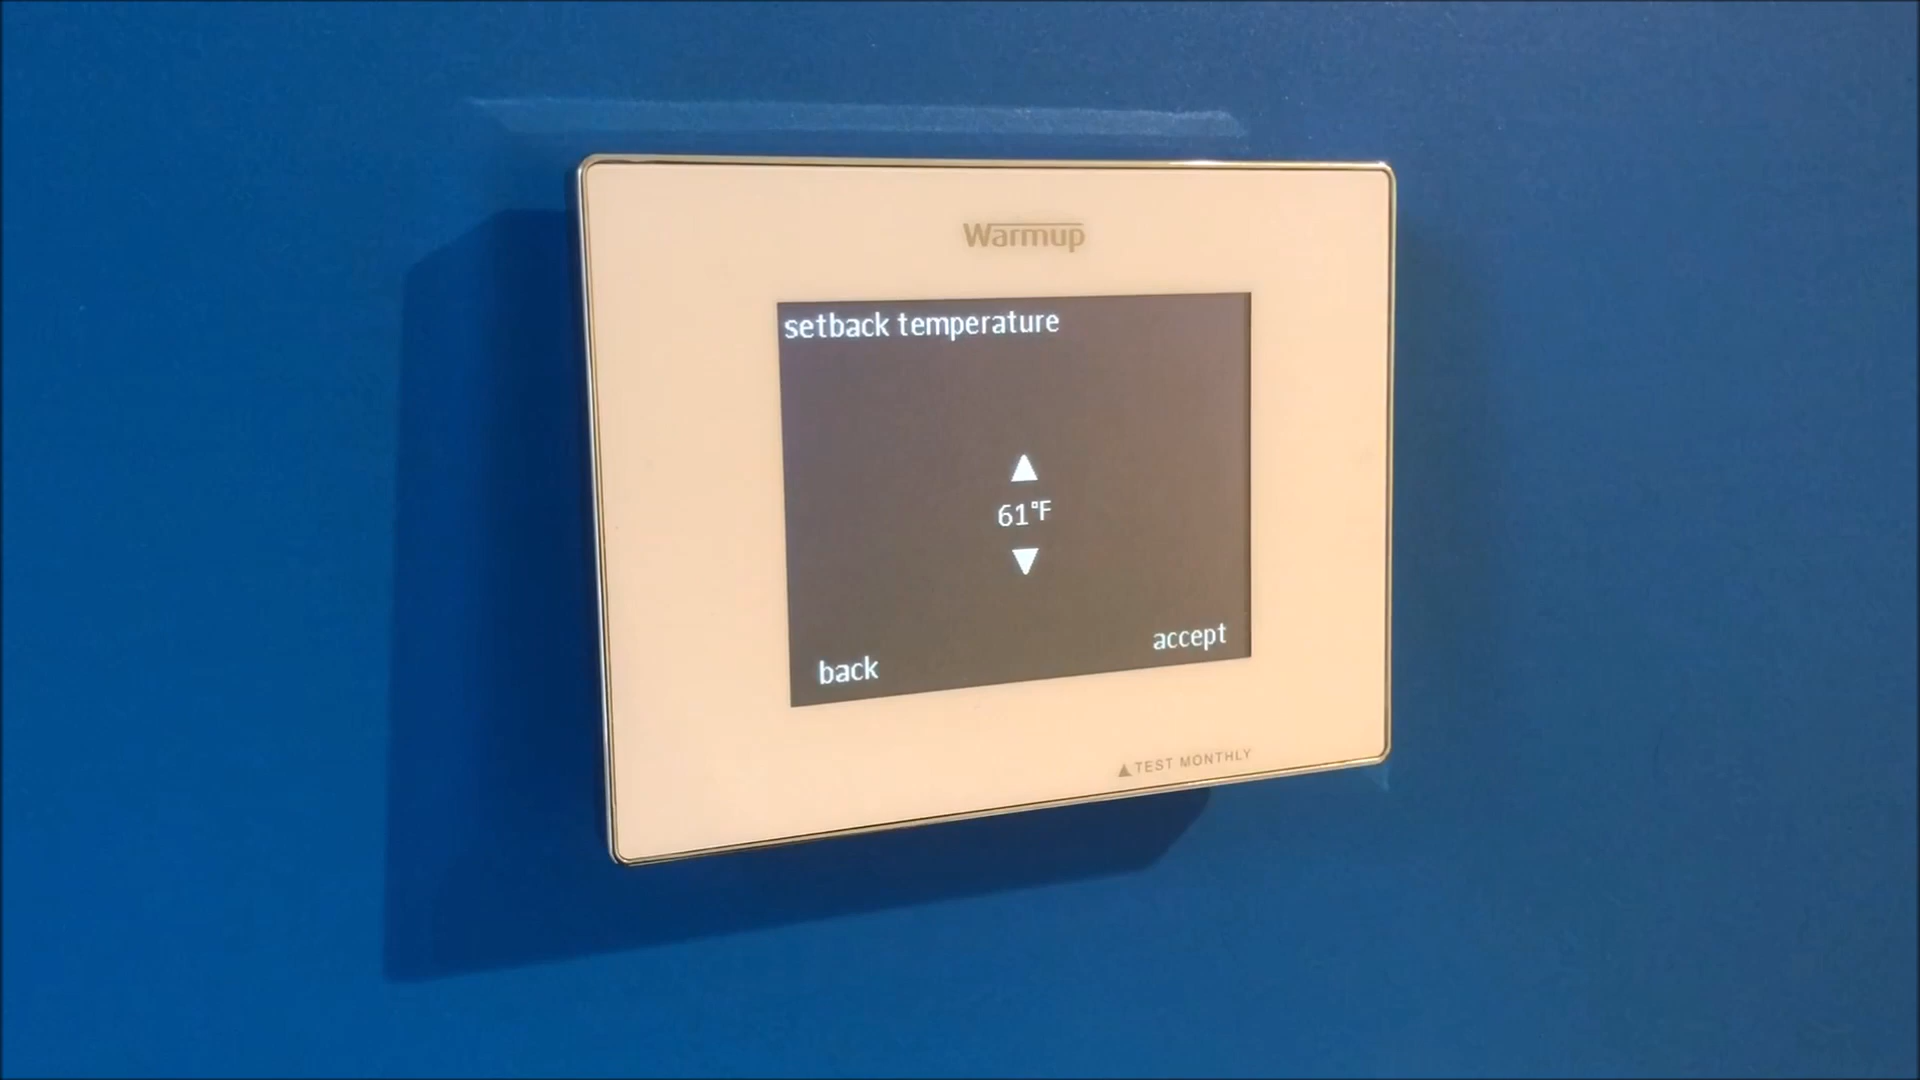 Warmup
setback temperature
▲
61°F
▼
accept
back
▲TEST MONTHLY